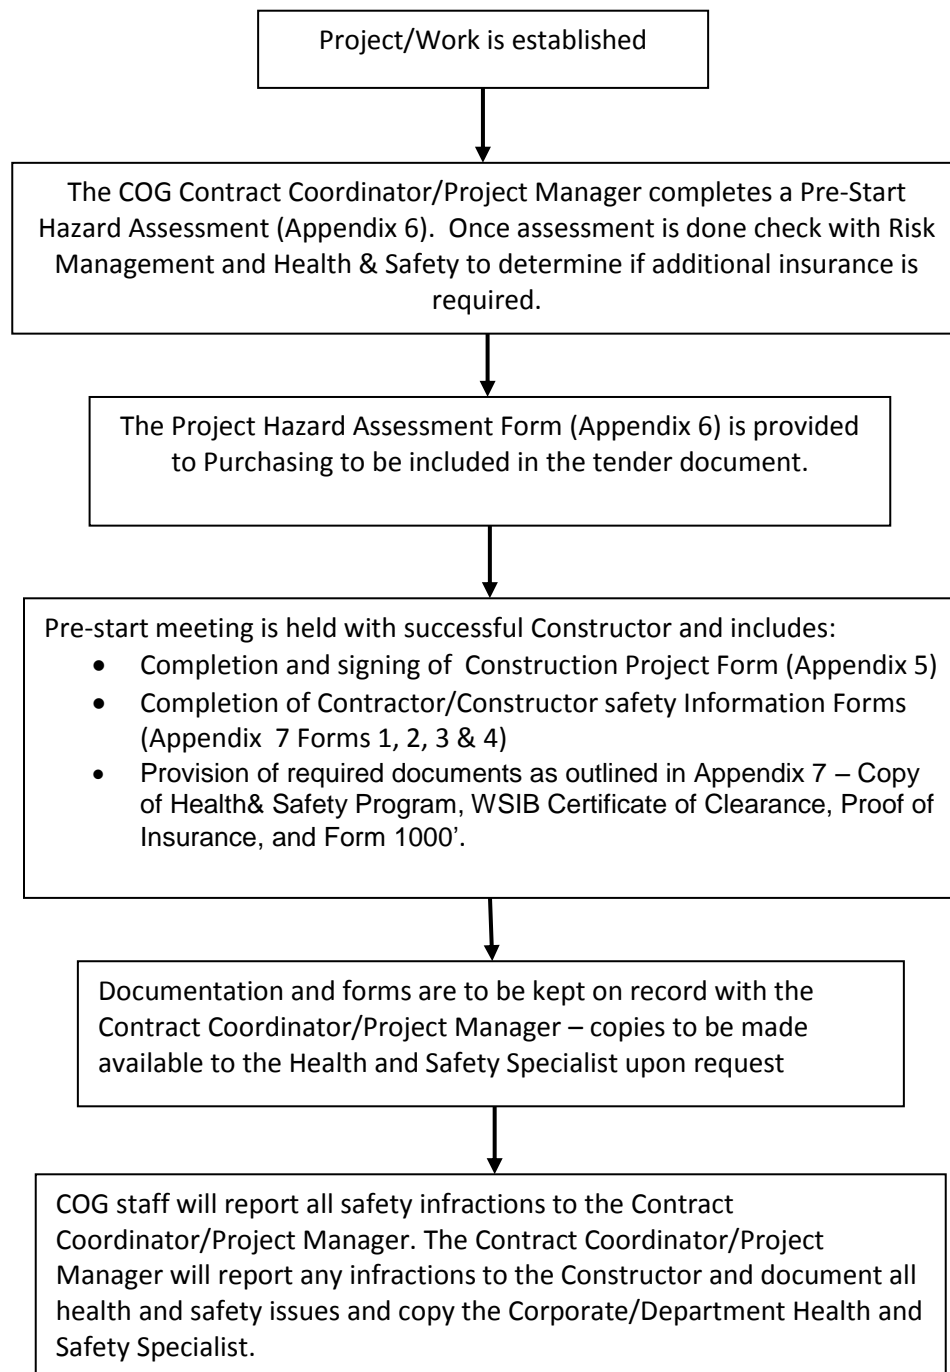 Project/Work is established
The COG Contract Coordinator/Project Manager completes a Pre-Start
Hazard Assessment (Appendix 6).  Once assessment is done check with Risk
Management and Health & Safety to determine if additional insurance is
required.
The Project Hazard Assessment Form (Appendix 6) is provided
to Purchasing to be included in the tender document.
Pre-start meeting is held with successful Constructor and includes:
• Completion and signing of  Construction Project Form (Appendix 5)
• Completion of Contractor/Constructor safety Information Forms
(Appendix  7 Forms 1, 2, 3 & 4)
• Provision of required documents as outlined in Appendix 7 – Copy
of Health& Safety Program, WSIB Certificate of Clearance, Proof of
Insurance, and Form 1000’.
Documentation and forms are to be kept on record with the
Contract Coordinator/Project Manager – copies to be made
available to the Health and Safety Specialist upon request
COG staff will report all safety infractions to the Contract
Coordinator/Project Manager. The Contract Coordinator/Project
Manager will report any infractions to the Constructor and document all
health and safety issues and copy the Corporate/Department Health and
Safety Specialist.